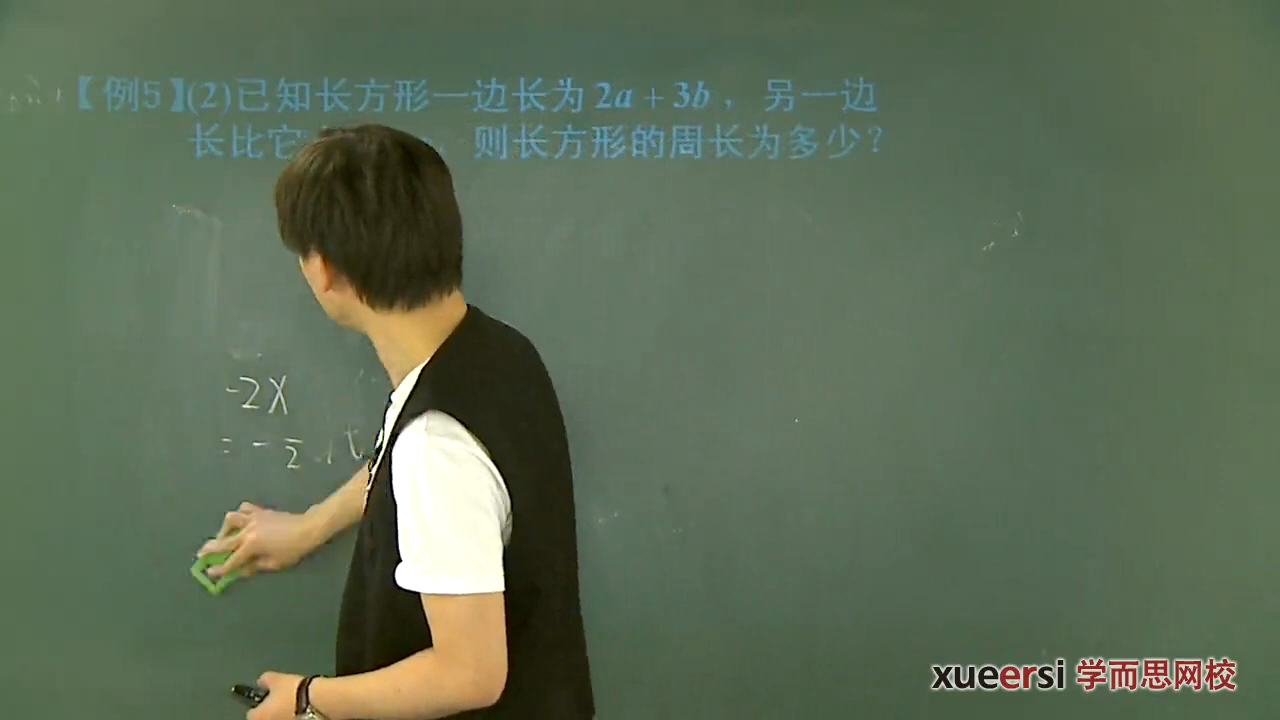 【例5】(2)已知长方形一边长为 2a + 3b ，另一边
长比它 则长方形的周长为多少？
-2x
= - 2
xueersi 学而思网校